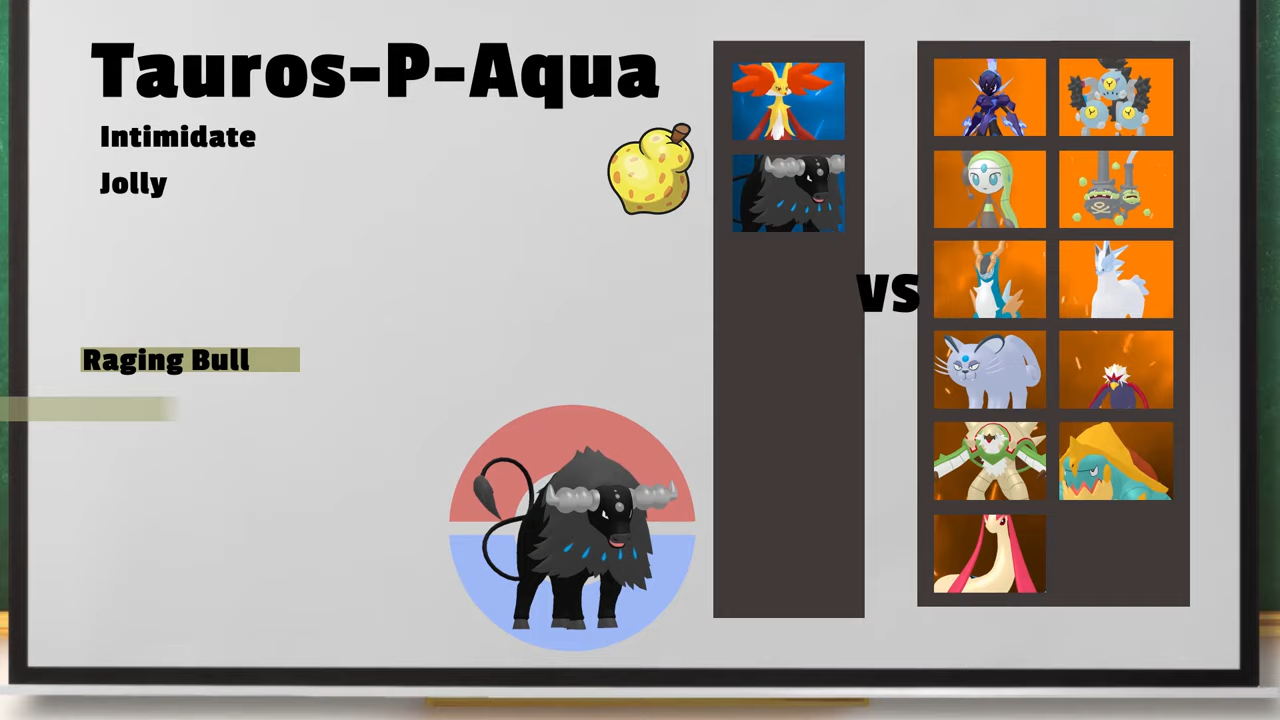 Tauros-P-Aqua
Intimidate
Jolly
Raging Bull
VS